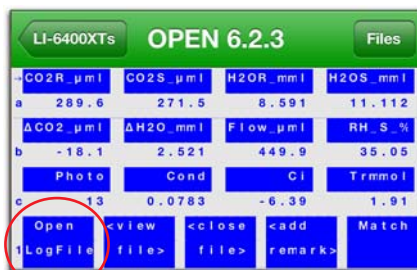 LI-6400XTs OPEN 6.2.3 Files
→CO2R_µml CO2S_µml H2OR_mml H2OS_mml
a 289.6 271.5 8.591 11.112
ΔCO2_µml ΔH2O_mml Flow_µml RH_S_%
b -18.1 2.521 449.9 35.05
Photo Cond Ci Trmmol
c 13 0.0783 -6.39 1.91
Open <view <close <add Match
1 LogFile file> file> remark>